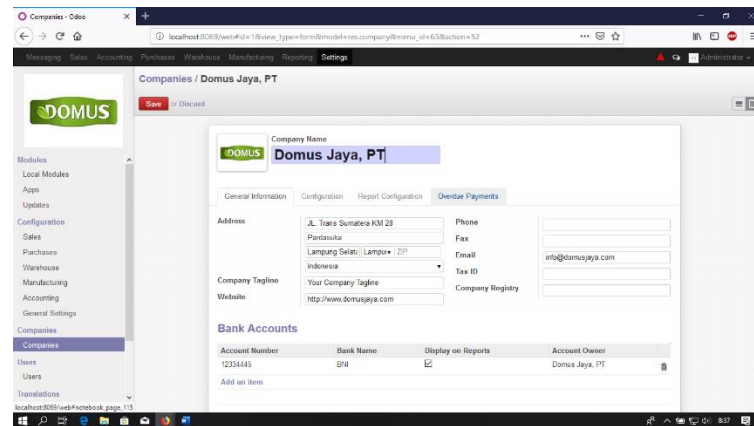 Companies - Odoo
localhost:8069/web#id=1&view_type=form&model=res.company&menu_id=63&action=52
Messaging Sales Accounting Purchases Warehouse Manufacturing Reporting Settings
Administrator
Companies / Domus Jaya, PT
Save or Discard
DOMUS
Modules
Local Modules
Apps
Updates
Configuration
Sales
Purchases
Warehouse
Manufacturing
Accounting
General Settings
Companies
Companies
Users
Users
Translations
localhost:8069/web#notebook_page_115
DOMUS
Company Name
Domus Jaya, PT
General Information Configuration Report Configuration Overdue Payments
Address
JL. Trans Sumatera KM 28
Pardasuka
Lampung Selat Lampu ZIP
Indonesia
Company Tagline
Your Company Tagline
Website
http://www.domusjaya.com
Phone
Fax
Email
info@domusjaya.com
Tax ID
Company Registry
Bank Accounts
Account Number Bank Name Display on Reports Account Owner
12334445 BNI Domus Jaya, PT
Add an item
8:37